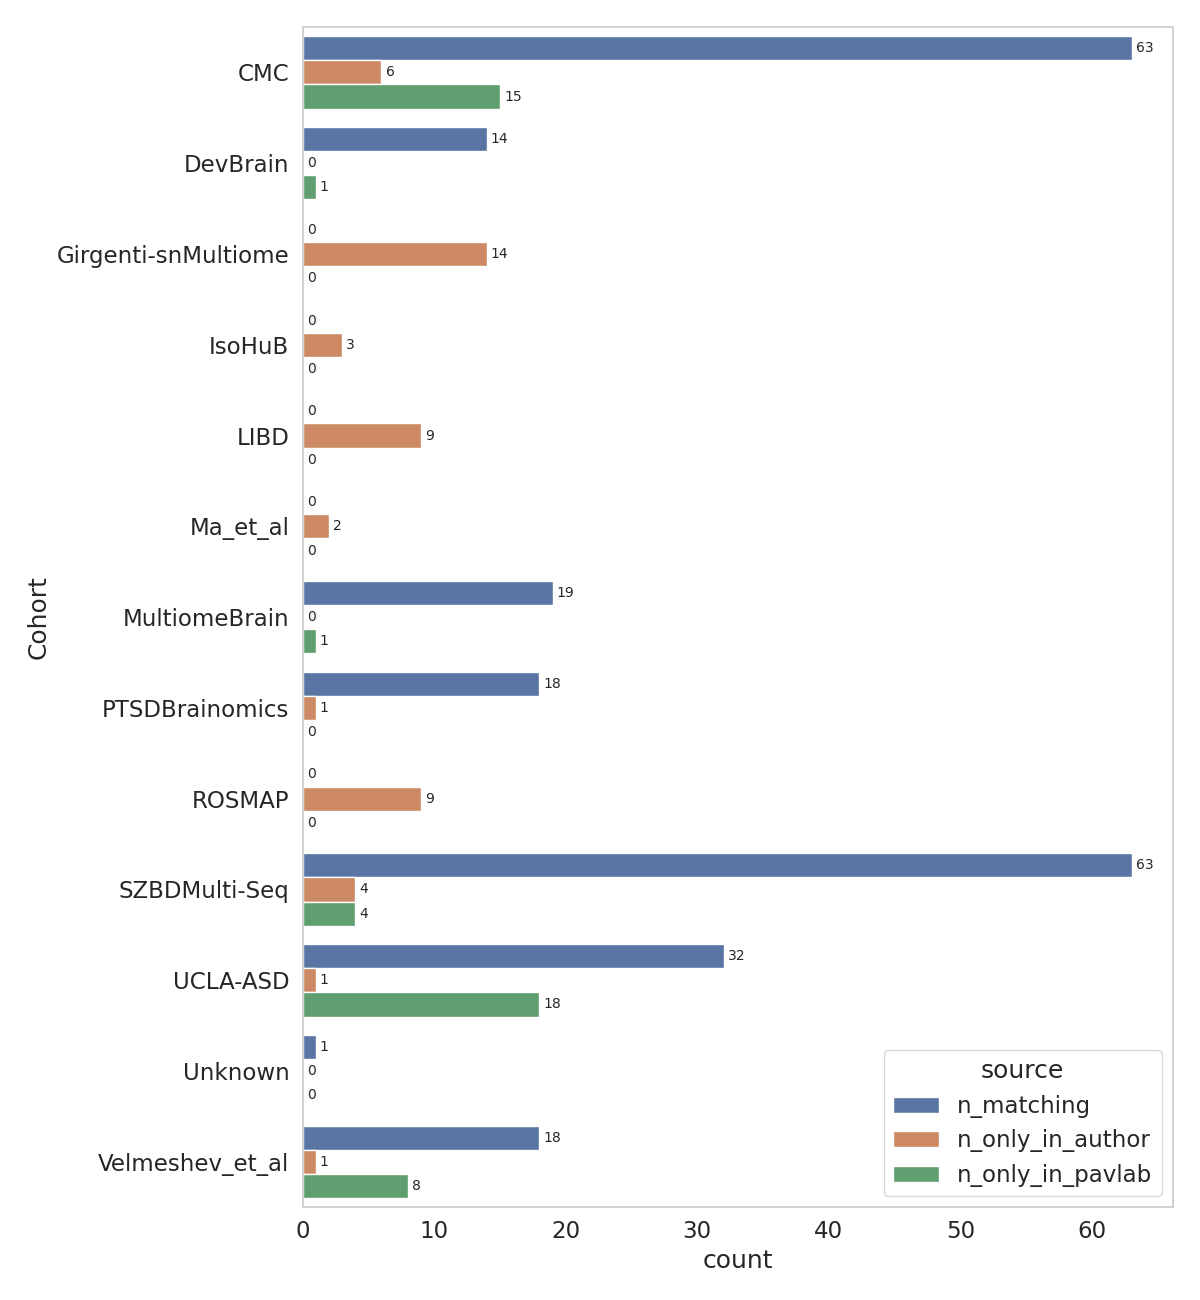 CMC
63
6
15
DevBrain
14
0
1
Girgenti-snMultiome
0
14
0
IsoHuB
0
3
0
LIBD
0
9
0
Ma_et_al
0
2
0
MultiomeBrain
19
0
1
PTSDBrainomics
18
1
0
ROSMAP
0
9
0
SZBDMulti-Seq
63
4
4
UCLA-ASD
32
1
18
Unknown
1
0
0
Velmeshev_et_al
18
1
8
Cohort
0 10 20 30 40 50 60
count
source
n_matching
n_only_in_author
n_only_in_pavlab